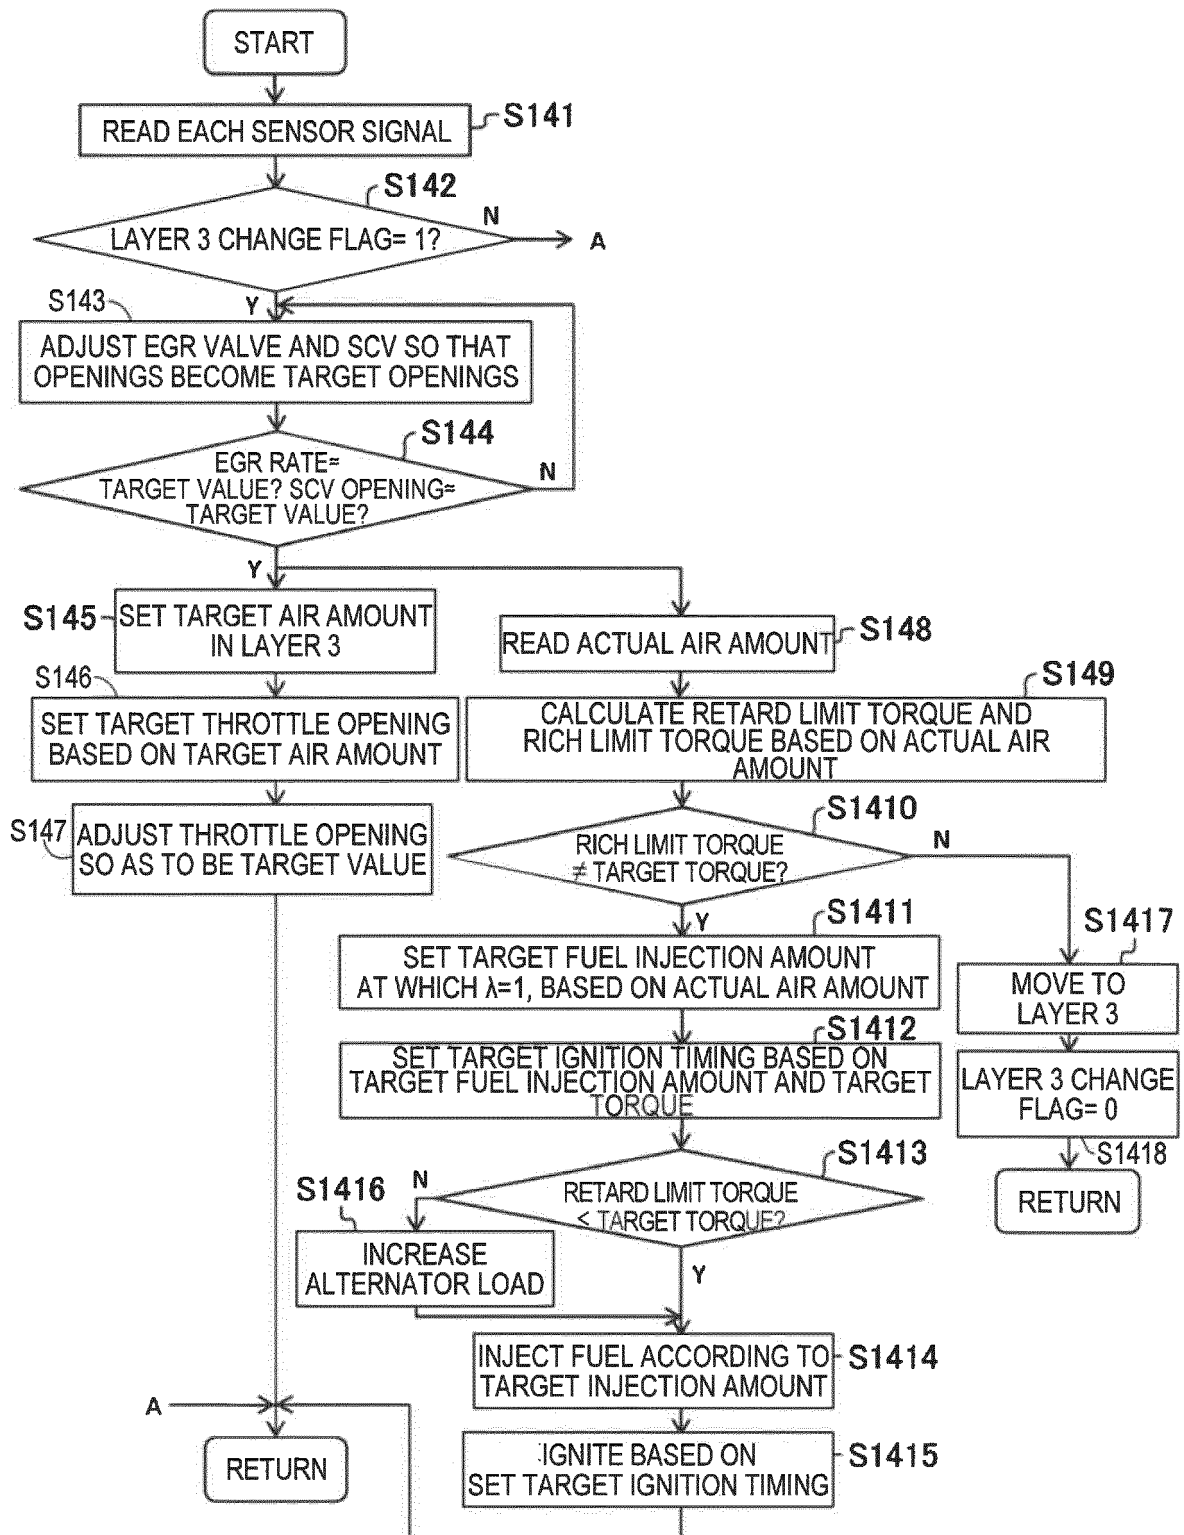 START
READ EACH SENSOR SIGNAL
S141
S142
LAYER 3 CHANGE FLAG= 1?
N
A
Y
S143
ADJUST EGR VALVE AND SCV SO THAT
OPENINGS BECOME TARGET OPENINGS
S144
EGR RATE≈
TARGET VALUE? SCV OPENING≈
TARGET VALUE?
N
Y
S145
SET TARGET AIR AMOUNT
IN LAYER 3
READ ACTUAL AIR AMOUNT
S148
S146
SET TARGET THROTTLE OPENING
BASED ON TARGET AIR AMOUNT
S149
CALCULATE RETARD LIMIT TORQUE AND
RICH LIMIT TORQUE BASED ON ACTUAL AIR
AMOUNT
S147
ADJUST THROTTLE OPENING
SO AS TO BE TARGET VALUE
S1410
RICH LIMIT TORQUE
≠ TARGET TORQUE?
N
Y
S1411
SET TARGET FUEL INJECTION AMOUNT
AT WHICH λ=1, BASED ON ACTUAL AIR AMOUNT
S1417
MOVE TO
LAYER 3
S1412
SET TARGET IGNITION TIMING BASED ON
TARGET FUEL INJECTION AMOUNT AND TARGET
TORQUE
LAYER 3 CHANGE
FLAG= 0
S1418
RETURN
S1413
RETARD LIMIT TORQUE
< TARGET TORQUE?
N
S1416
INCREASE
ALTERNATOR LOAD
Y
INJECT FUEL ACCORDING TO
TARGET INJECTION AMOUNT
S1414
A
RETURN
IGNITE BASED ON
SET TARGET IGNITION TIMING
S1415